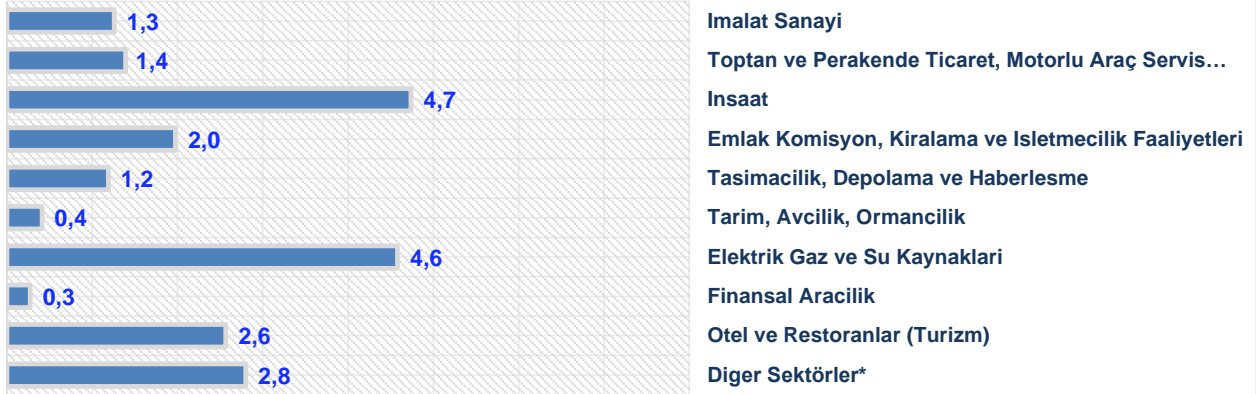 1,3 Imalat Sanayi
1,4 Toptan ve Perakende Ticaret, Motorlu Araç Servis…
4,7 Insaat
2,0 Emlak Komisyon, Kiralama ve Isletmecilik Faaliyetleri
1,2 Tasimacilik, Depolama ve Haberlesme
0,4 Tarim, Avcilik, Ormancilik
4,6 Elektrik Gaz ve Su Kaynaklari
0,3 Finansal Aracilik
2,6 Otel ve Restoranlar (Turizm)
2,8 Diger Sektörler*